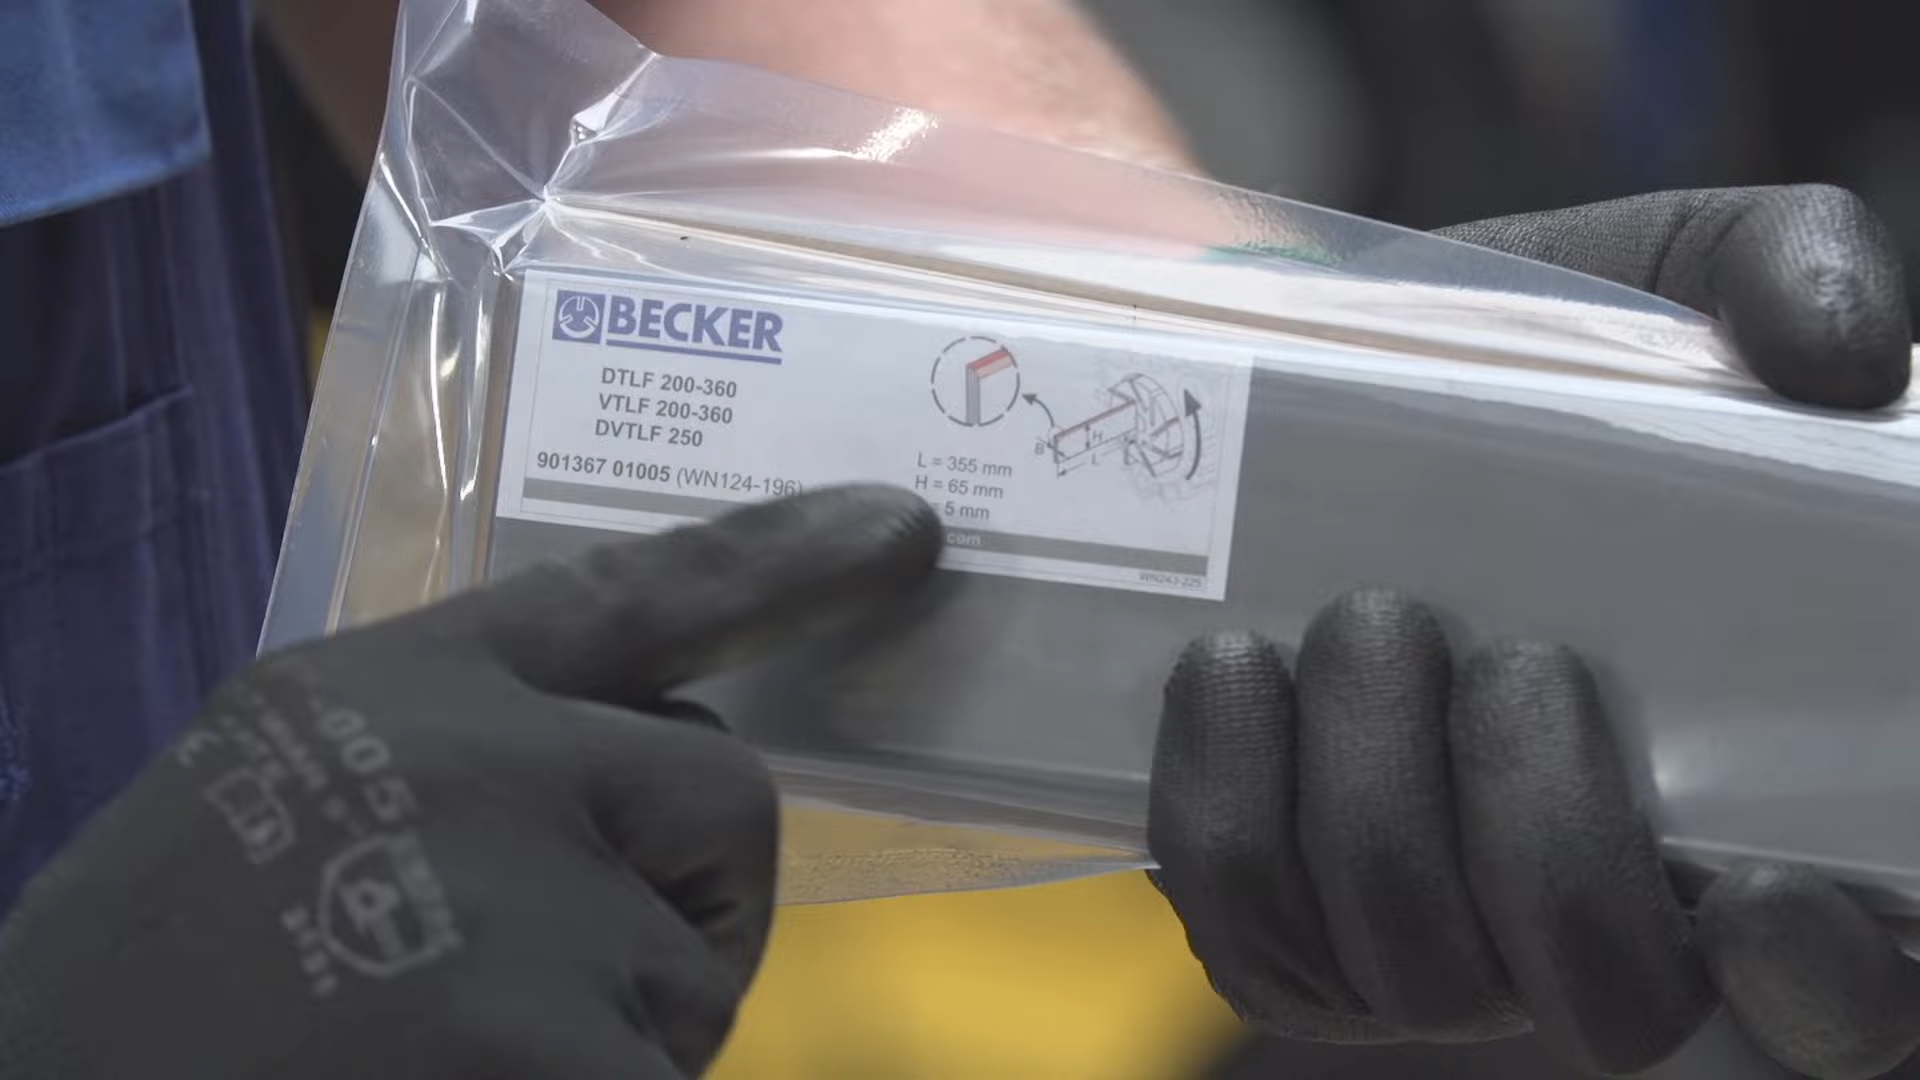 BECKER
DTLF 200-360
VTLF 200-360
DVTLF 250
901367 01005 (WN124-196)
L = 355 mm
H = 65 mm
= 5 mm
com
WN243-225
B
H
L
-005